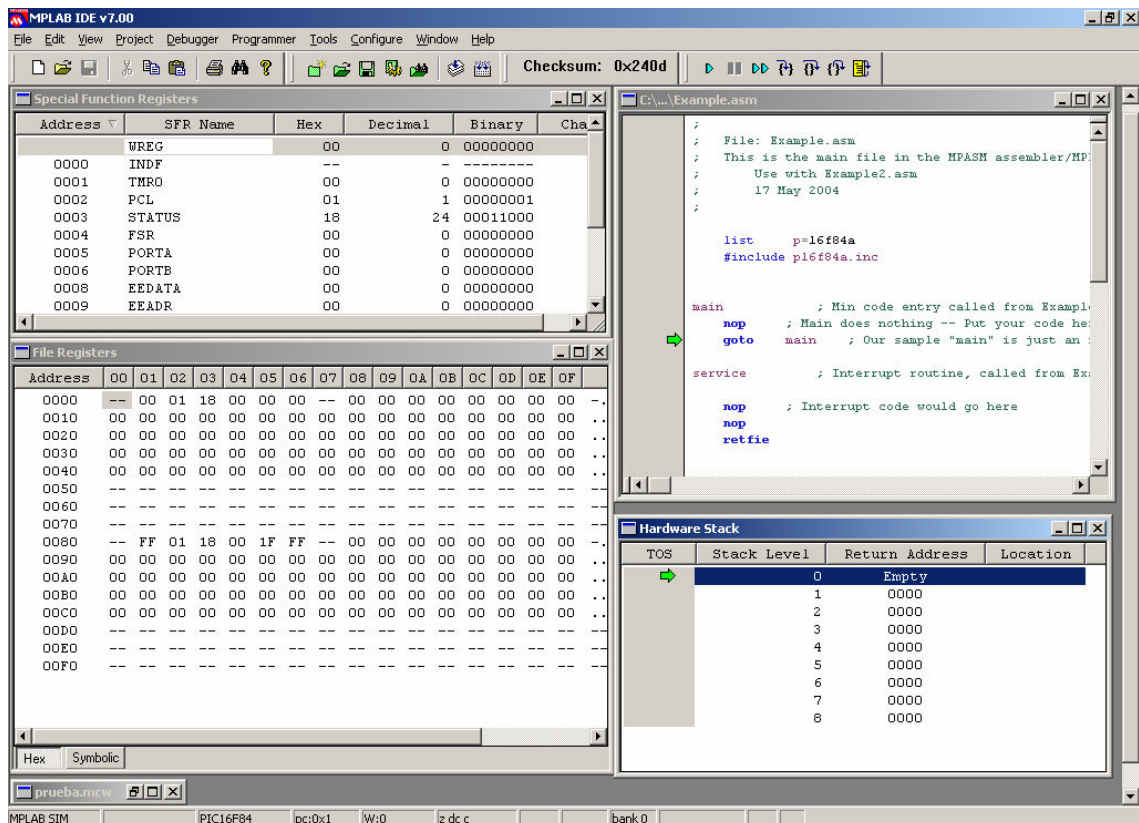 MPLAB IDE v7.00
File Edit View Project Debugger Programmer Tools Configure Window Help
Checksum: 0x240d
Special Function Registers
Address SFR Name Hex Decimal Binary Cha
WREG 00 0 00000000
0000 INDF -- - --------
0001 TMR0 00 0 00000000
0002 PCL 01 1 00000001
0003 STATUS 18 24 00011000
0004 FSR 00 0 00000000
0005 PORTA 00 0 00000000
0006 PORTB 00 0 00000000
0008 EEDATA 00 0 00000000
0009 EEADR 00 0 00000000
File Registers
Address 00 01 02 03 04 05 06 07 08 09 0A 0B 0C 0D 0E 0F
0000 -- 00 01 18 00 00 00 -- 00 00 00 00 00 00 00 00 -.
0010 00 00 00 00 00 00 00 00 00 00 00 00 00 00 00 00 ..
0020 00 00 00 00 00 00 00 00 00 00 00 00 00 00 00 00 ..
0030 00 00 00 00 00 00 00 00 00 00 00 00 00 00 00 00 ..
0040 00 00 00 00 00 00 00 00 00 00 00 00 00 00 00 00 ..
0050 -- -- -- -- -- -- -- -- -- -- -- -- -- -- -- -- --
0060 -- -- -- -- -- -- -- -- -- -- -- -- -- -- -- -- --
0070 -- -- -- -- -- -- -- -- -- -- -- -- -- -- -- -- --
0080 -- FF 01 18 00 1F FF -- 00 00 00 00 00 00 00 00 -.
0090 00 00 00 00 00 00 00 00 00 00 00 00 00 00 00 00 ..
00A0 00 00 00 00 00 00 00 00 00 00 00 00 00 00 00 00 ..
00B0 00 00 00 00 00 00 00 00 00 00 00 00 00 00 00 00 ..
00C0 00 00 00 00 00 00 00 00 00 00 00 00 00 00 00 00 ..
00D0 -- -- -- -- -- -- -- -- -- -- -- -- -- -- -- -- --
00E0 -- -- -- -- -- -- -- -- -- -- -- -- -- -- -- -- --
00F0 -- -- -- -- -- -- -- -- -- -- -- -- -- -- -- -- --
Hex Symbolic
C:\...\Example.asm
;
; File: Example.asm
; This is the main file in the MPASM assembler/MP
; Use with Example2.asm
; 17 May 2004
;
list p=16f84a
#include p16f84a.inc
main ; Min code entry called from Exampl
nop ; Main does nothing -- Put your code he
goto main ; Our sample "main" is just an
service ; Interrupt routine, called from Exa
nop ; Interrupt code would go here
nop
retfie
Hardware Stack
TOS Stack Level Return Address Location
0 Empty
1 0000
2 0000
3 0000
4 0000
5 0000
6 0000
7 0000
8 0000
prueba.mcw
MPLAB SIM PIC16F84 pc:0x1 W:0 z dc c bank 0